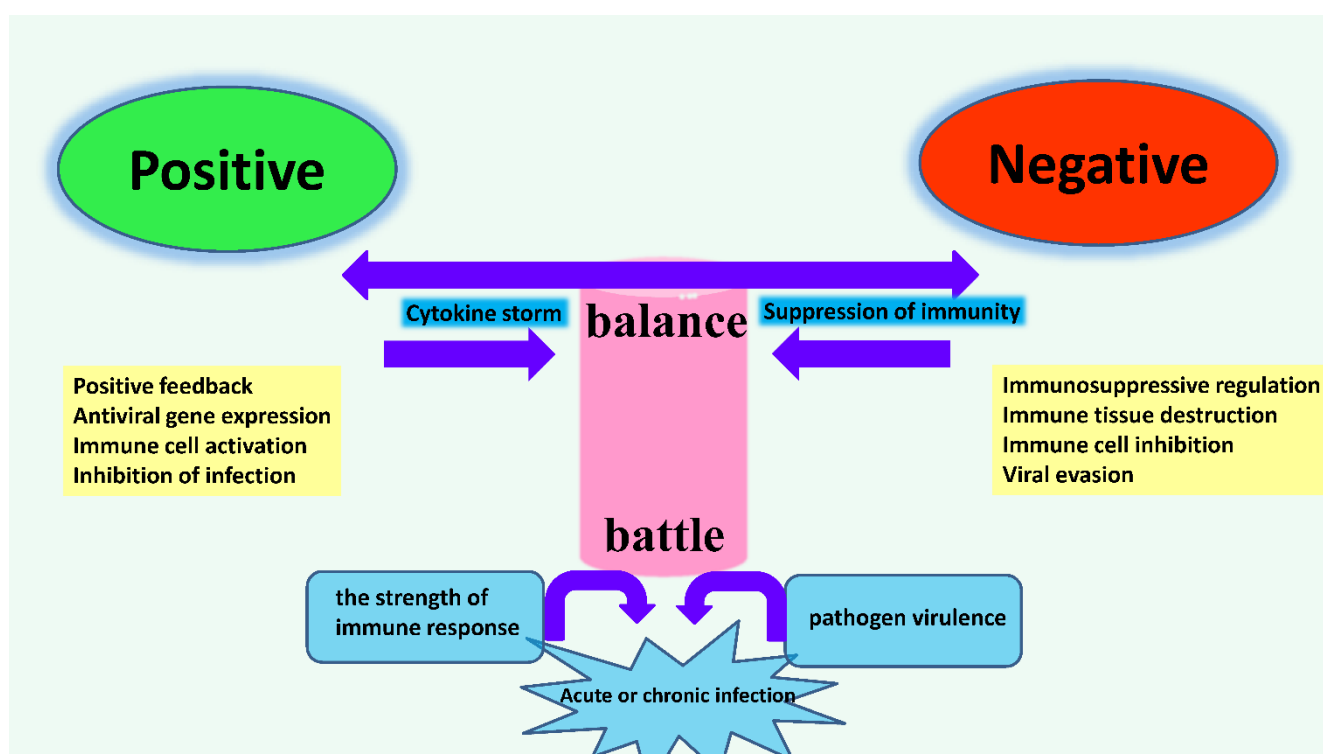 Positive
Negative
Cytokine storm
balance
Suppression of immunity
Positive feedback
Antiviral gene expression
Immune cell activation
Inhibition of infection
Immunosuppressive regulation
Immune tissue destruction
Immune cell inhibition
Viral evasion
battle
the strength of
immune response
pathogen virulence
Acute or chronic infection